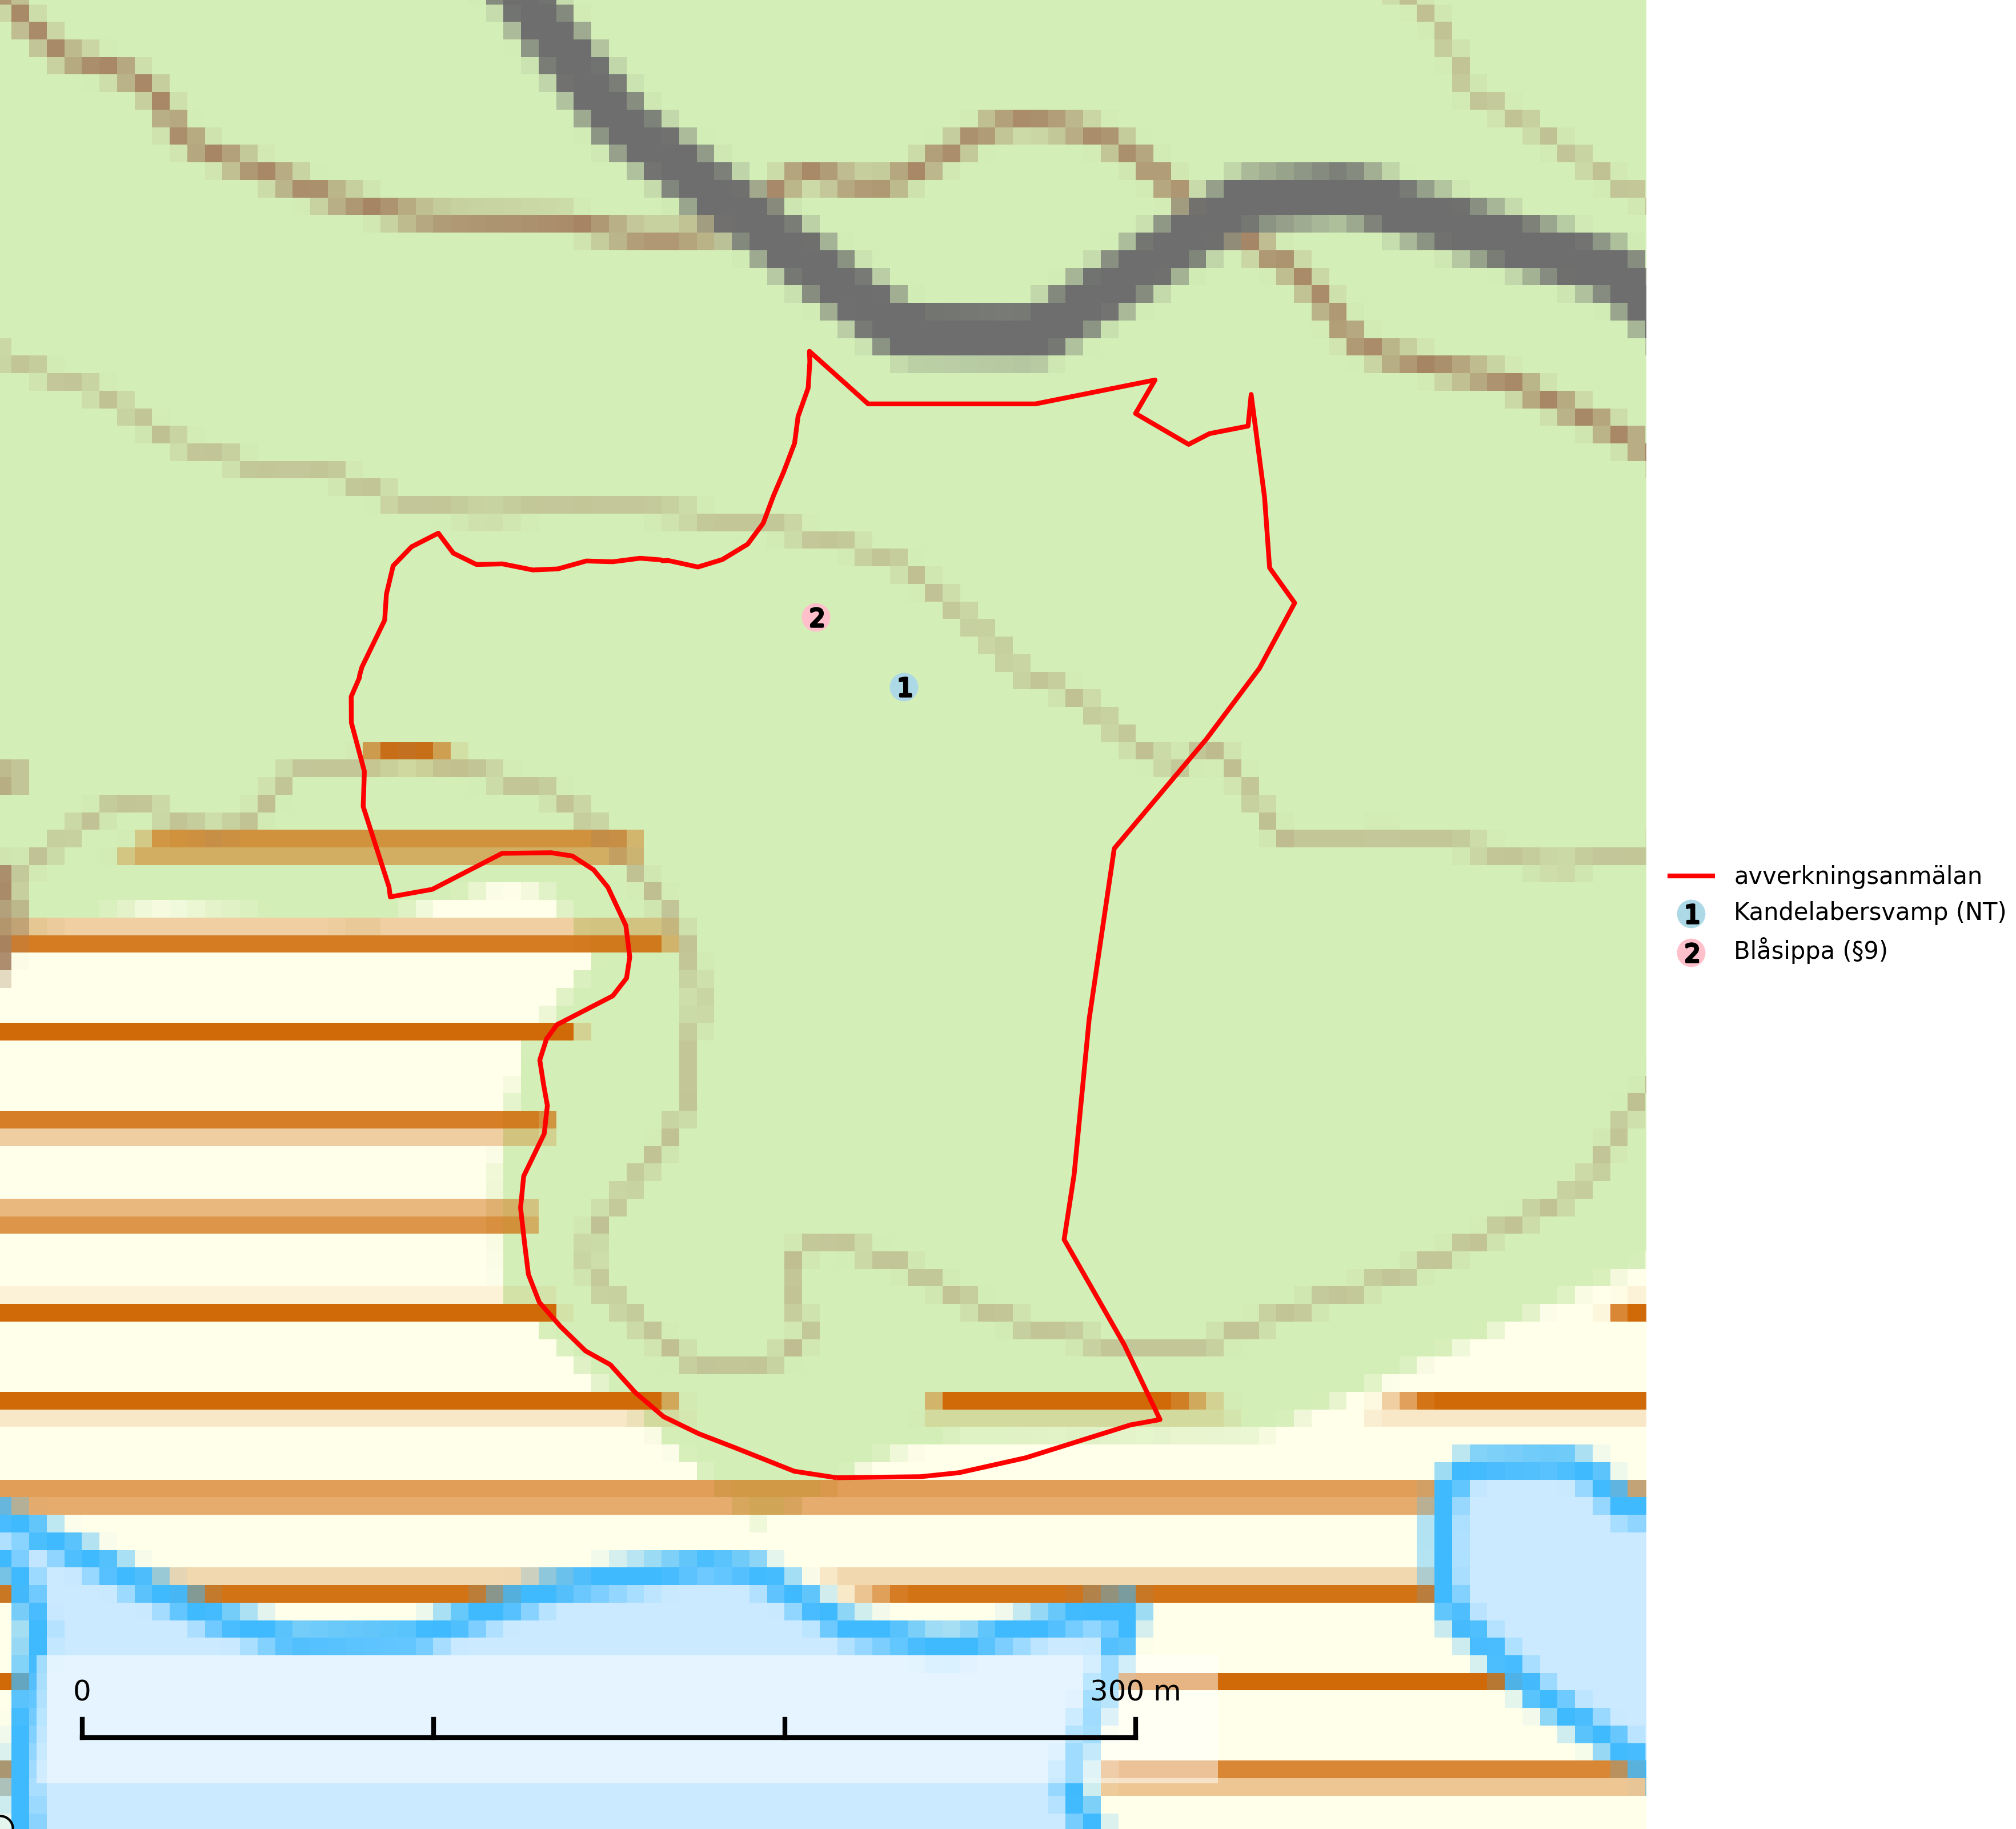 2
1
avverkningsanmälan
1 Kandelabersvamp (NT)
2 Blåsippa (§9)
0 300 m